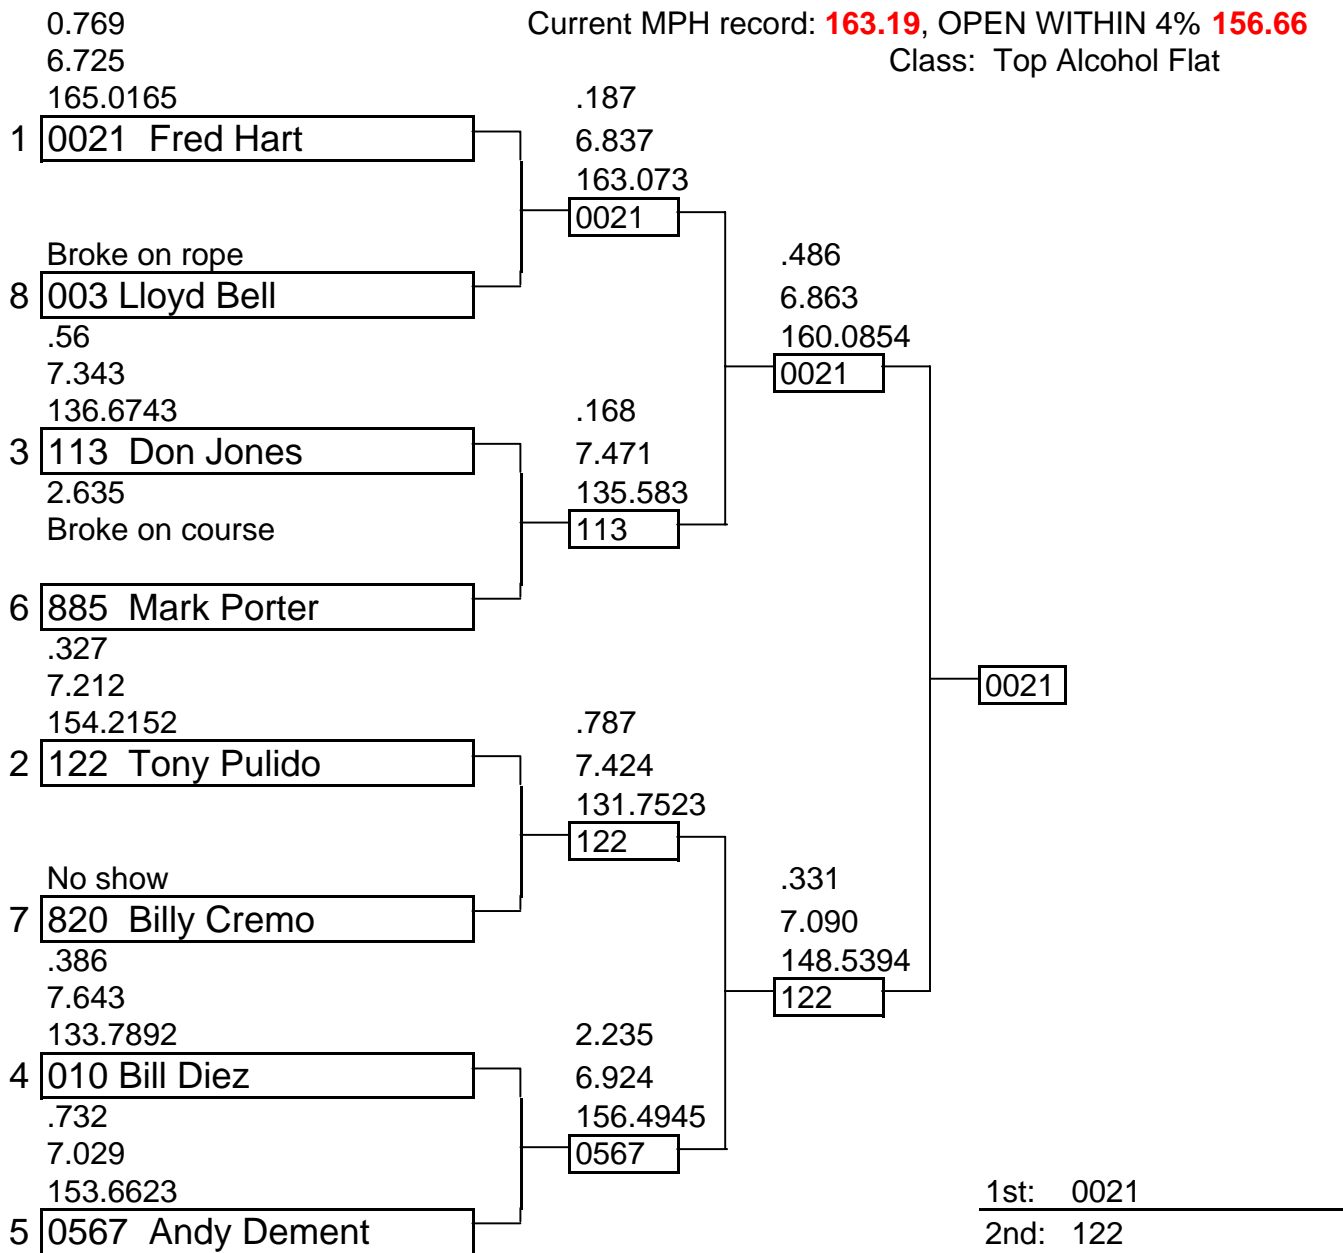 0.769
6.725
165.0165
1 0021 Fred Hart
Broke on rope
8 003 Lloyd Bell
.56
7.343
136.6743
3 113 Don Jones
2.635
Broke on course
6 885 Mark Porter
.327
7.212
154.2152
2 122 Tony Pulido
No show
7 820 Billy Cremo
.386
7.643
133.7892
4 010 Bill Diez
.732
7.029
153.6623
5 0567 Andy Dement
Current MPH record: 163.19, OPEN WITHIN 4% 156.66
Class: Top Alcohol Flat
.187
6.837
163.073
0021
.168
7.471
135.583
113
.787
7.424
131.7523
122
2.235
6.924
156.4945
0567
.486
6.863
160.0854
0021
.331
7.090
148.5394
122
0021
1st: 0021
2nd: 122